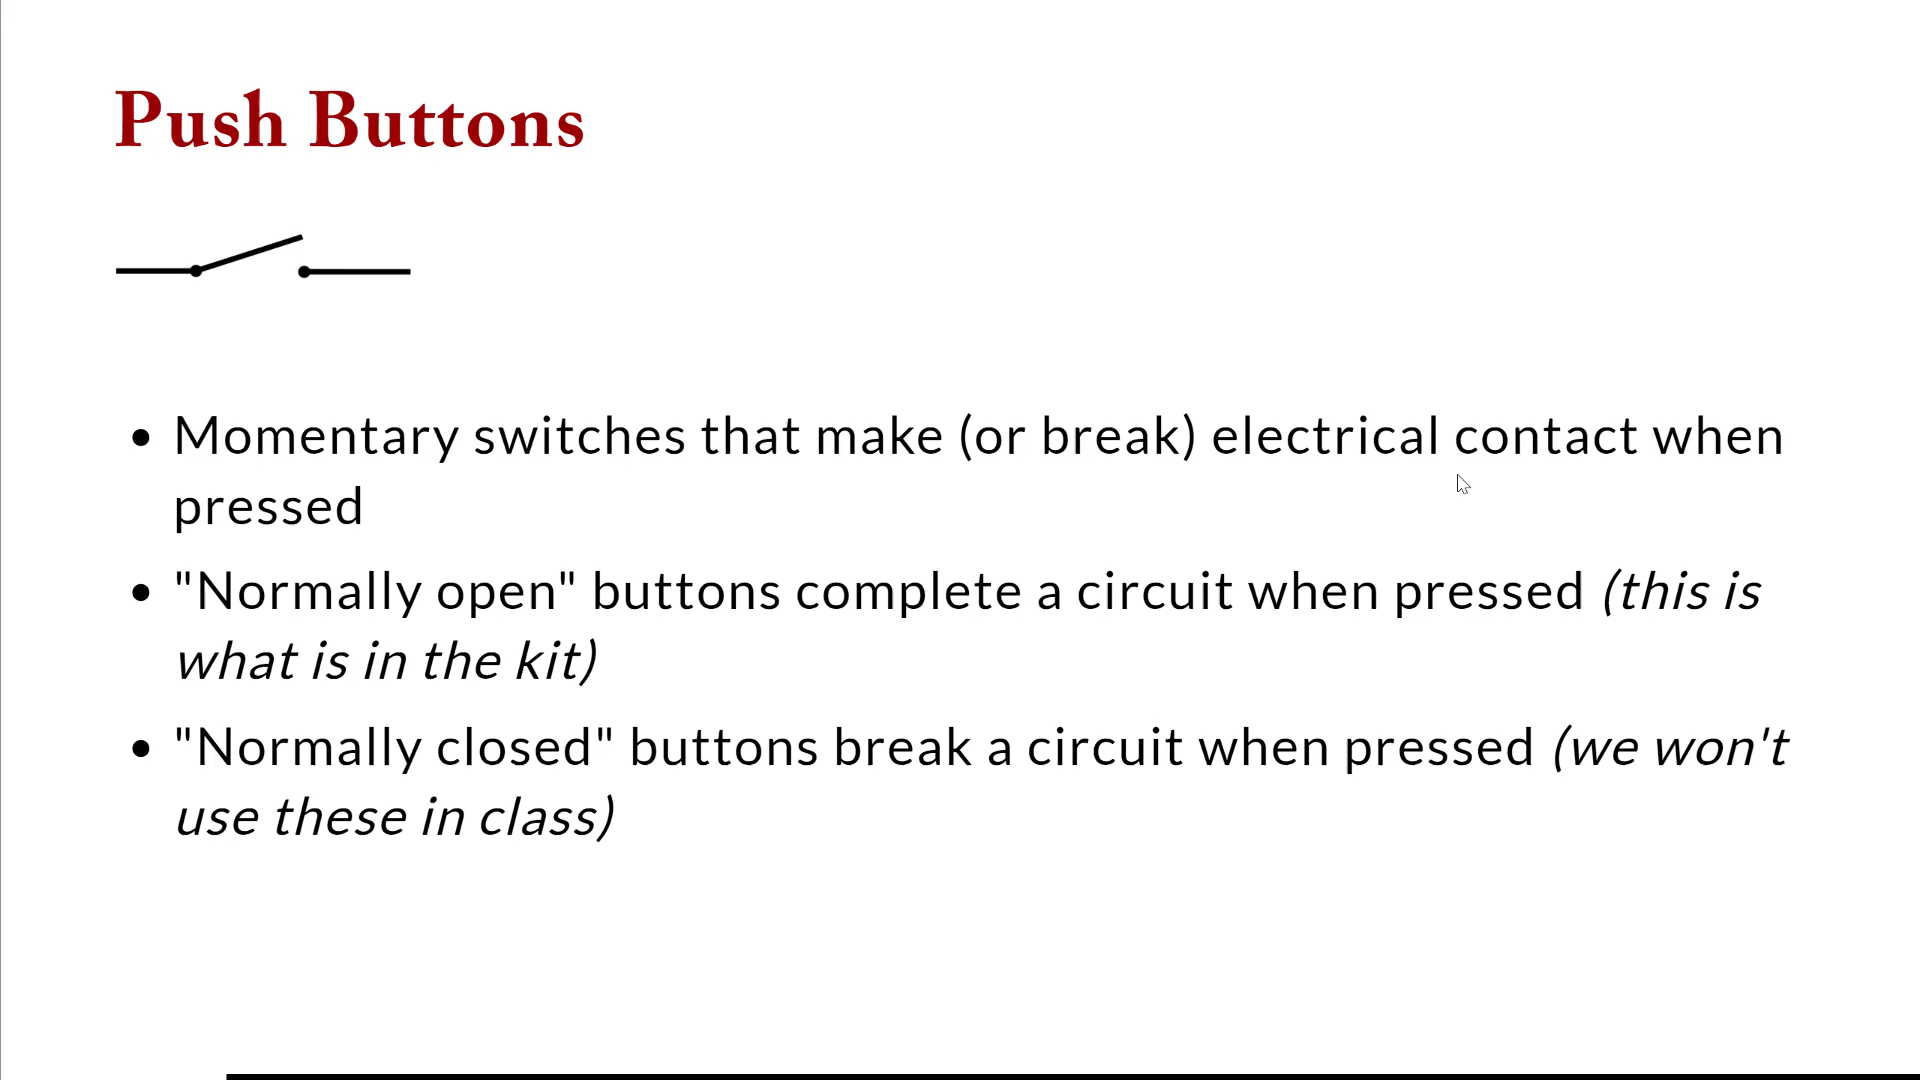 Push Buttons
• Momentary switches that make (or break) electrical contact when
pressed
• "Normally open" buttons complete a circuit when pressed (this is
what is in the kit)
• "Normally closed" buttons break a circuit when pressed (we won't
use these in class)